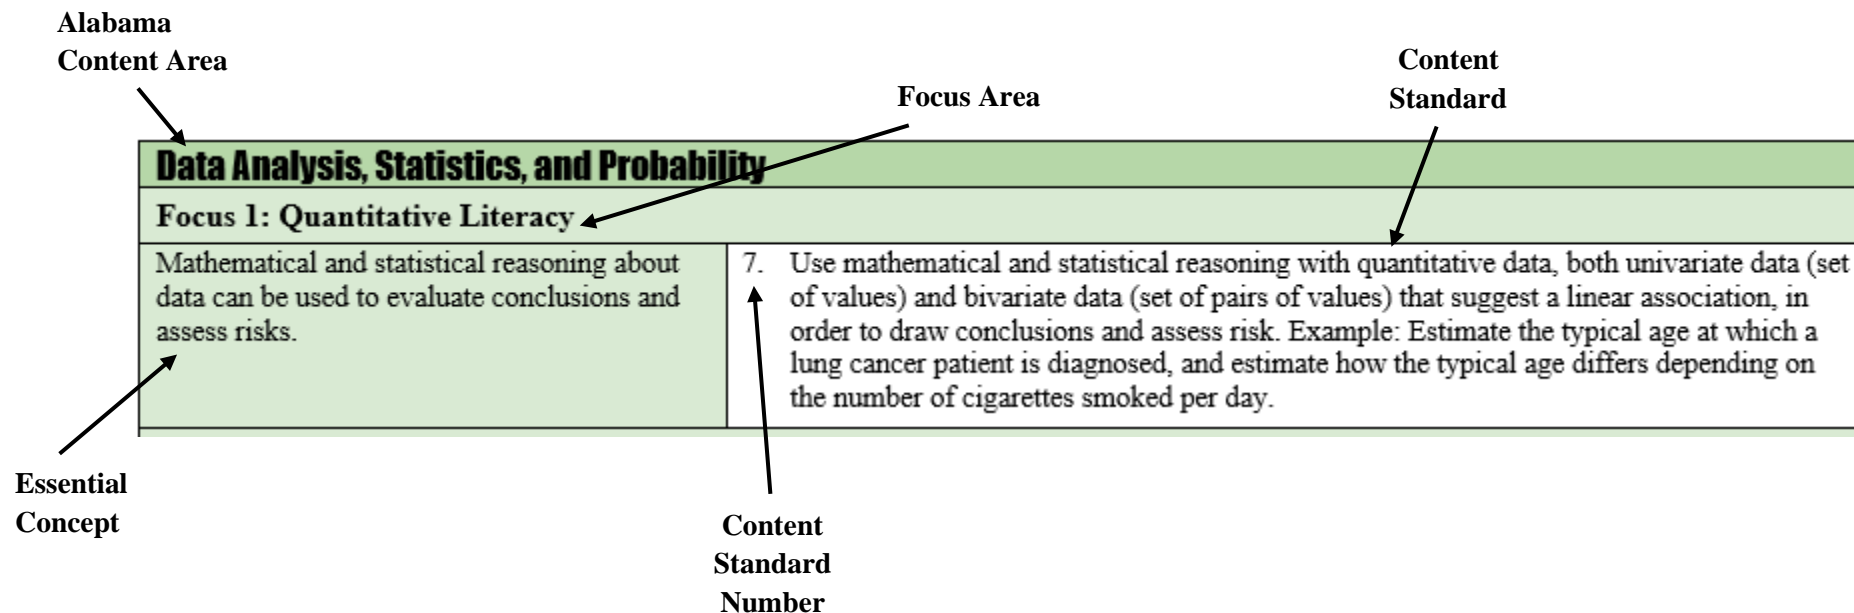 Alabama
Content Area
Focus Area
Content
Standard
Data Analysis, Statistics, and Probability
Focus 1: Quantitative Literacy
Mathematical and statistical reasoning about
data can be used to evaluate conclusions and
assess risks.
7. Use mathematical and statistical reasoning with quantitative data, both univariate data (set
of values) and bivariate data (set of pairs of values) that suggest a linear association, in
order to draw conclusions and assess risk. Example: Estimate the typical age at which a
lung cancer patient is diagnosed, and estimate how the typical age differs depending on
the number of cigarettes smoked per day.
Essential
Concept
Content
Standard
Number